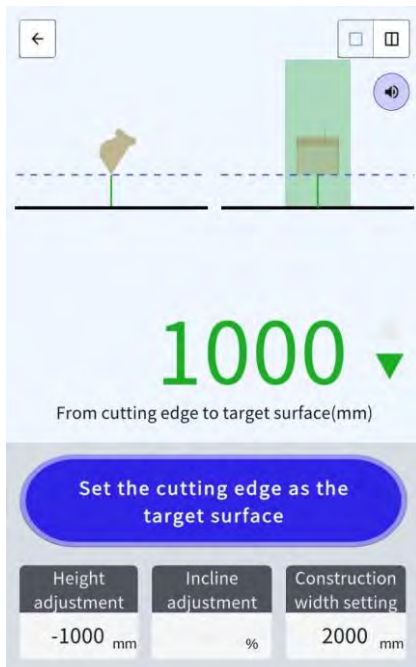 1000
From cutting edge to target surface(mm)
Set the cutting edge as the
target surface
Height
adjustment
-1000 mm
Incline
adjustment
%
Construction
width setting
2000 mm